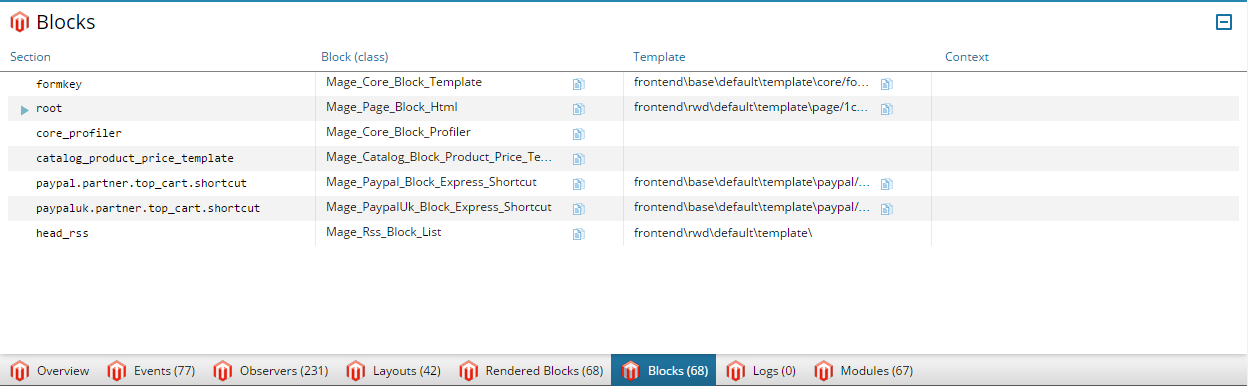 Blocks
Section Block (class) Template Context
formkey Mage_Core_Block_Template frontend\base\default\template\core/fo...
root Mage_Page_Block_Html frontend\rwd\default\template\page/1c...
core_profiler Mage_Core_Block_Profiler
catalog_product_price_template Mage_Catalog_Block_Product_Price_Te...
paypal.partner.top_cart.shortcut Mage_Paypal_Block_Express_Shortcut frontend\base\default\template\paypal/...
paypaluk.partner.top_cart.shortcut Mage_PaypalUk_Block_Express_Shortcut frontend\base\default\template\paypal/...
head_rss Mage_Rss_Block_List frontend\rwd\default\template\
Overview Events (77) Observers (231) Layouts (42) Rendered Blocks (68) Blocks (68) Logs (0) Modules (67)